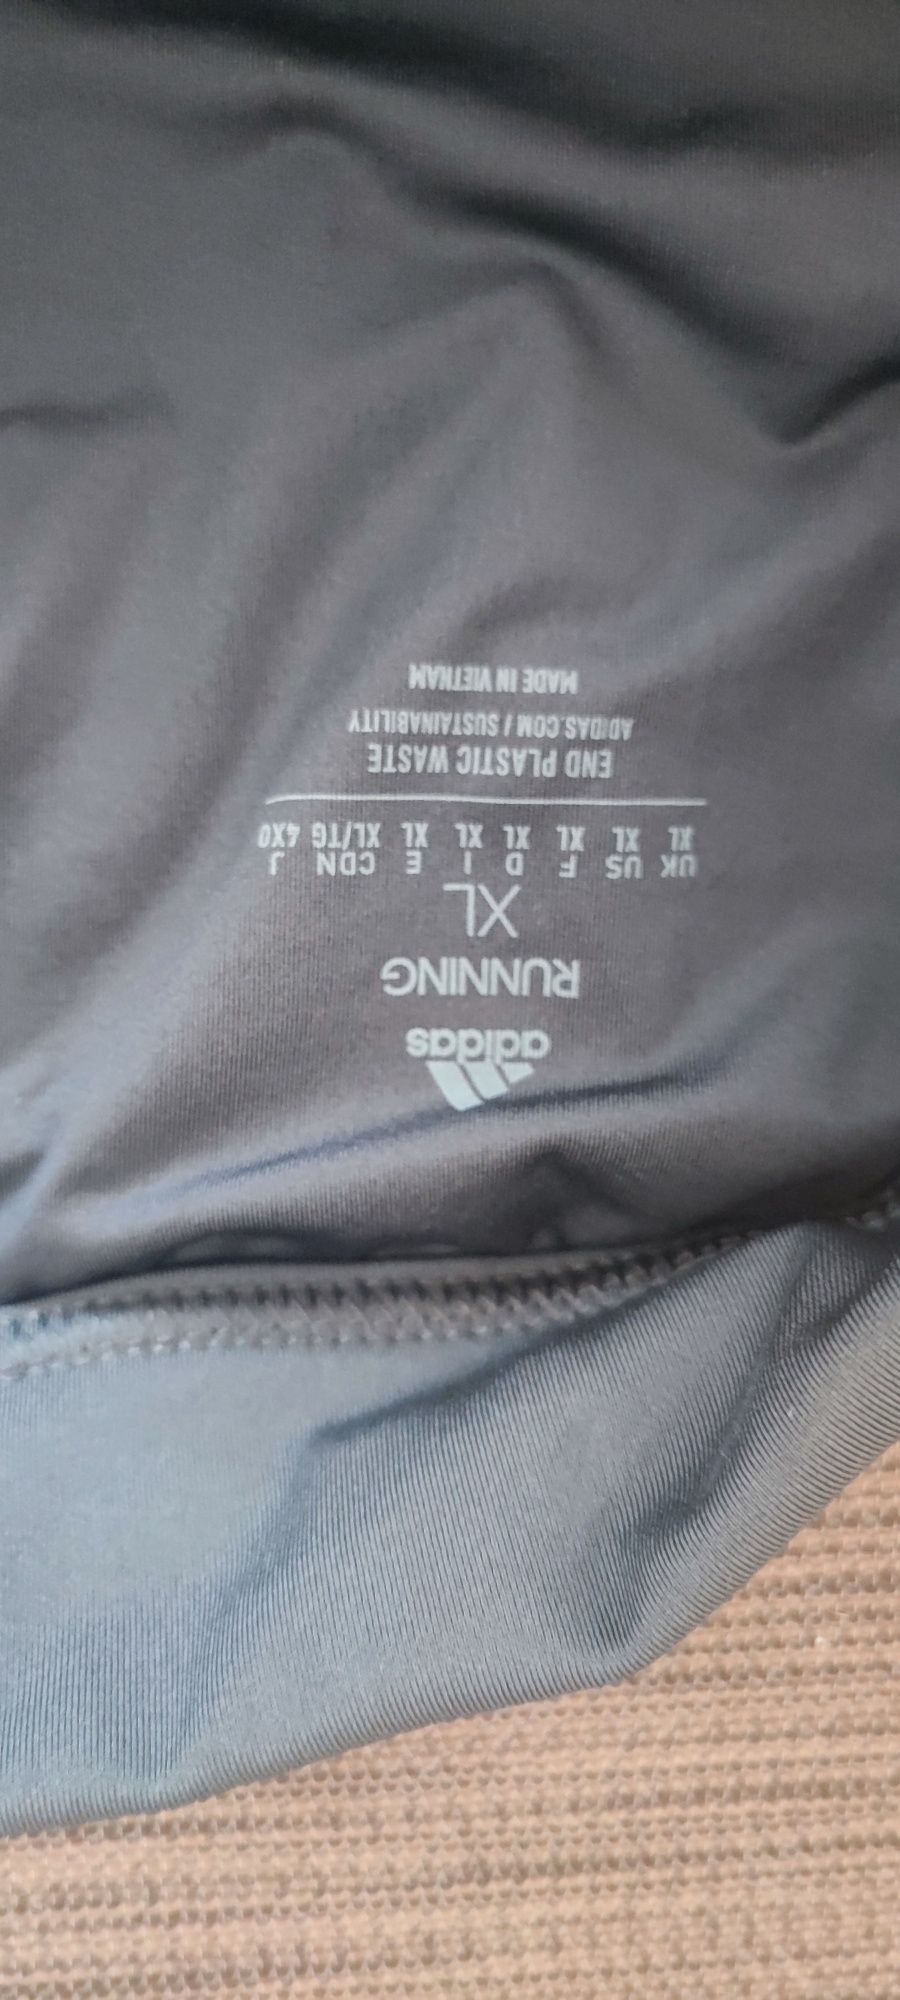 adidas
RUNNING
XL
UK US F D I E CDN J
XL XL XL XL XL XL XL/TG 4XO
END PLASTIC WASTE
ADIDAS.COM / SUSTAINABILITY
MADE IN VIETNAM